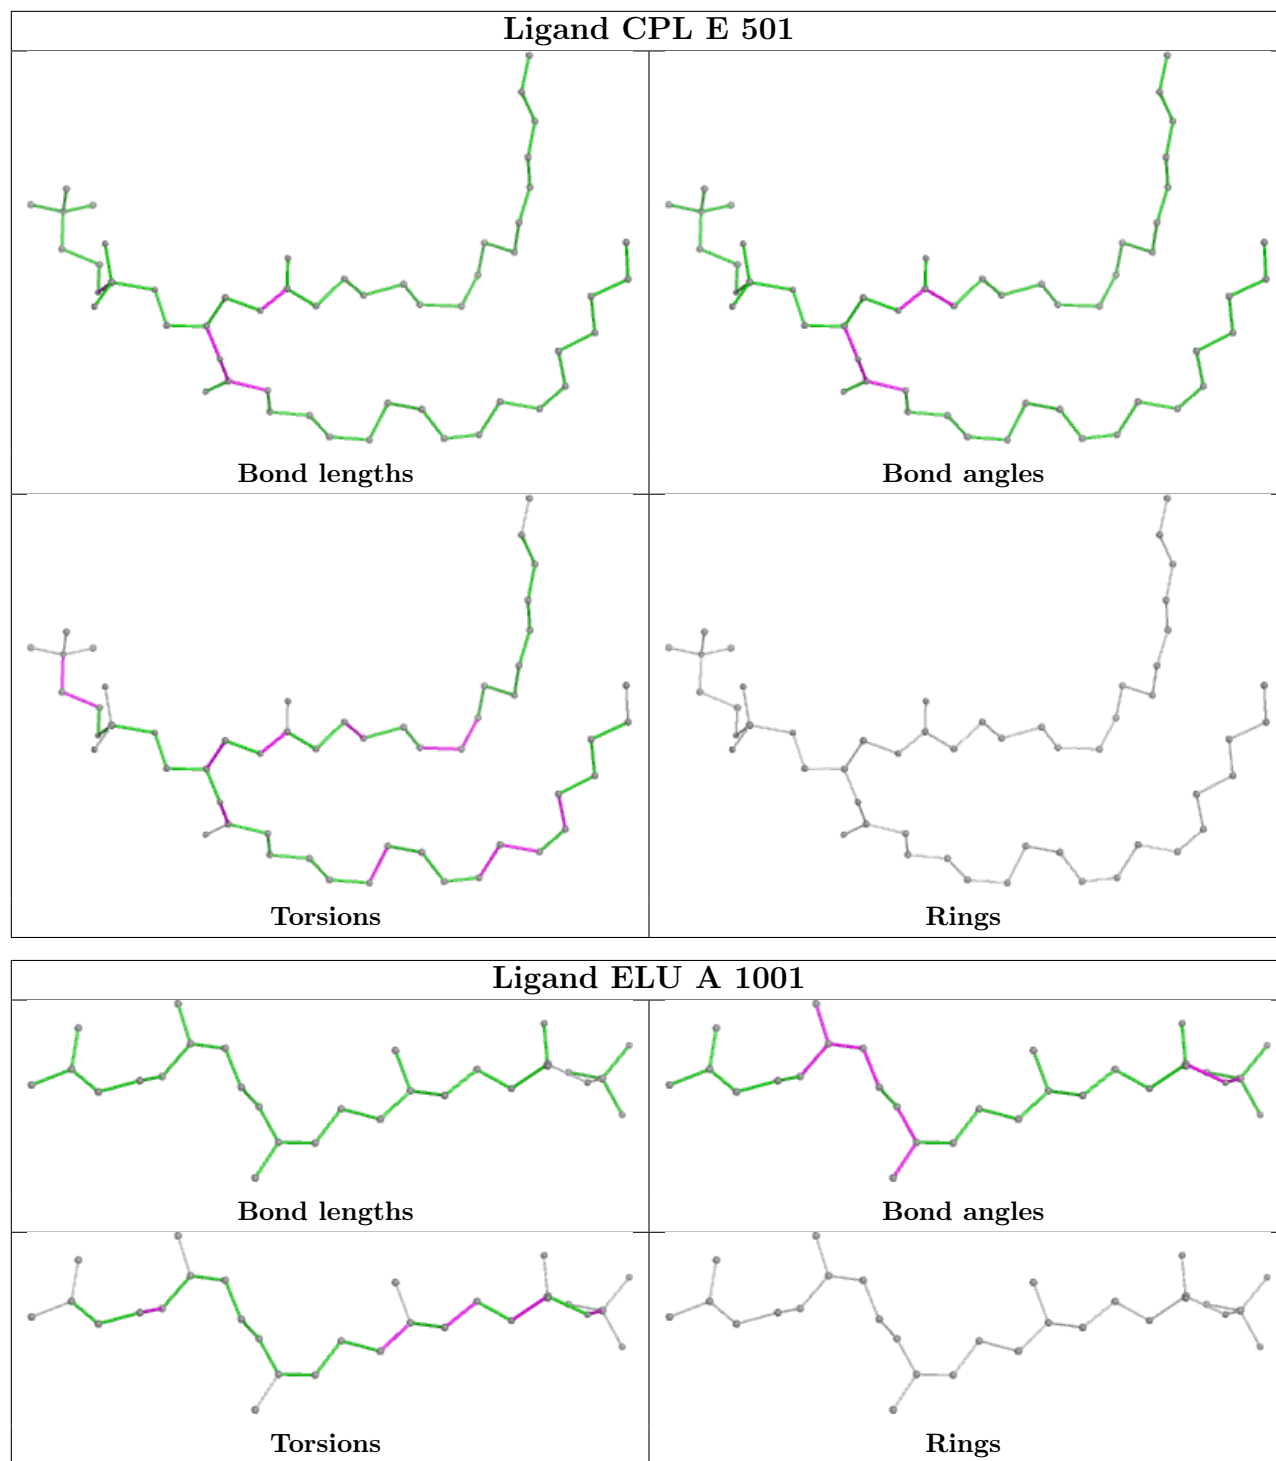 Ligand CPL E 501
Bond lengths
Bond angles
Torsions
Rings
Ligand ELU A 1001
Bond lengths
Bond angles
Torsions
Rings